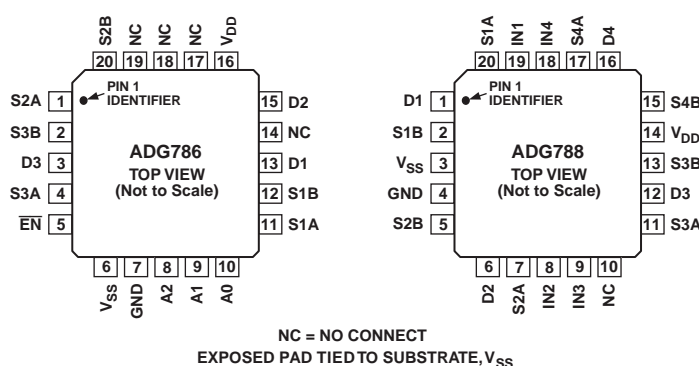 S2B NC NC NC VDD
20 19 18 17 16
PIN 1
IDENTIFIER
S2A 1
S3B 2
D3 3
S3A 4
EN 5
ADG786
TOP VIEW
(Not to Scale)
15 D2
14 NC
13 D1
12 S1B
11 S1A
6 7 8 9 10
VSS GND A2 A1 A0
S1A IN1 IN4 S4A D4
20 19 18 17 16
PIN 1
IDENTIFIER
D1 1
S1B 2
VSS 3
GND 4
S2B 5
ADG788
TOP VIEW
(Not to Scale)
15 S4B
14 VDD
13 S3B
12 D3
11 S3A
6 7 8 9 10
D2 S2A IN2 IN3 NC
NC = NO CONNECT
EXPOSED PAD TIED TO SUBSTRATE, VSS